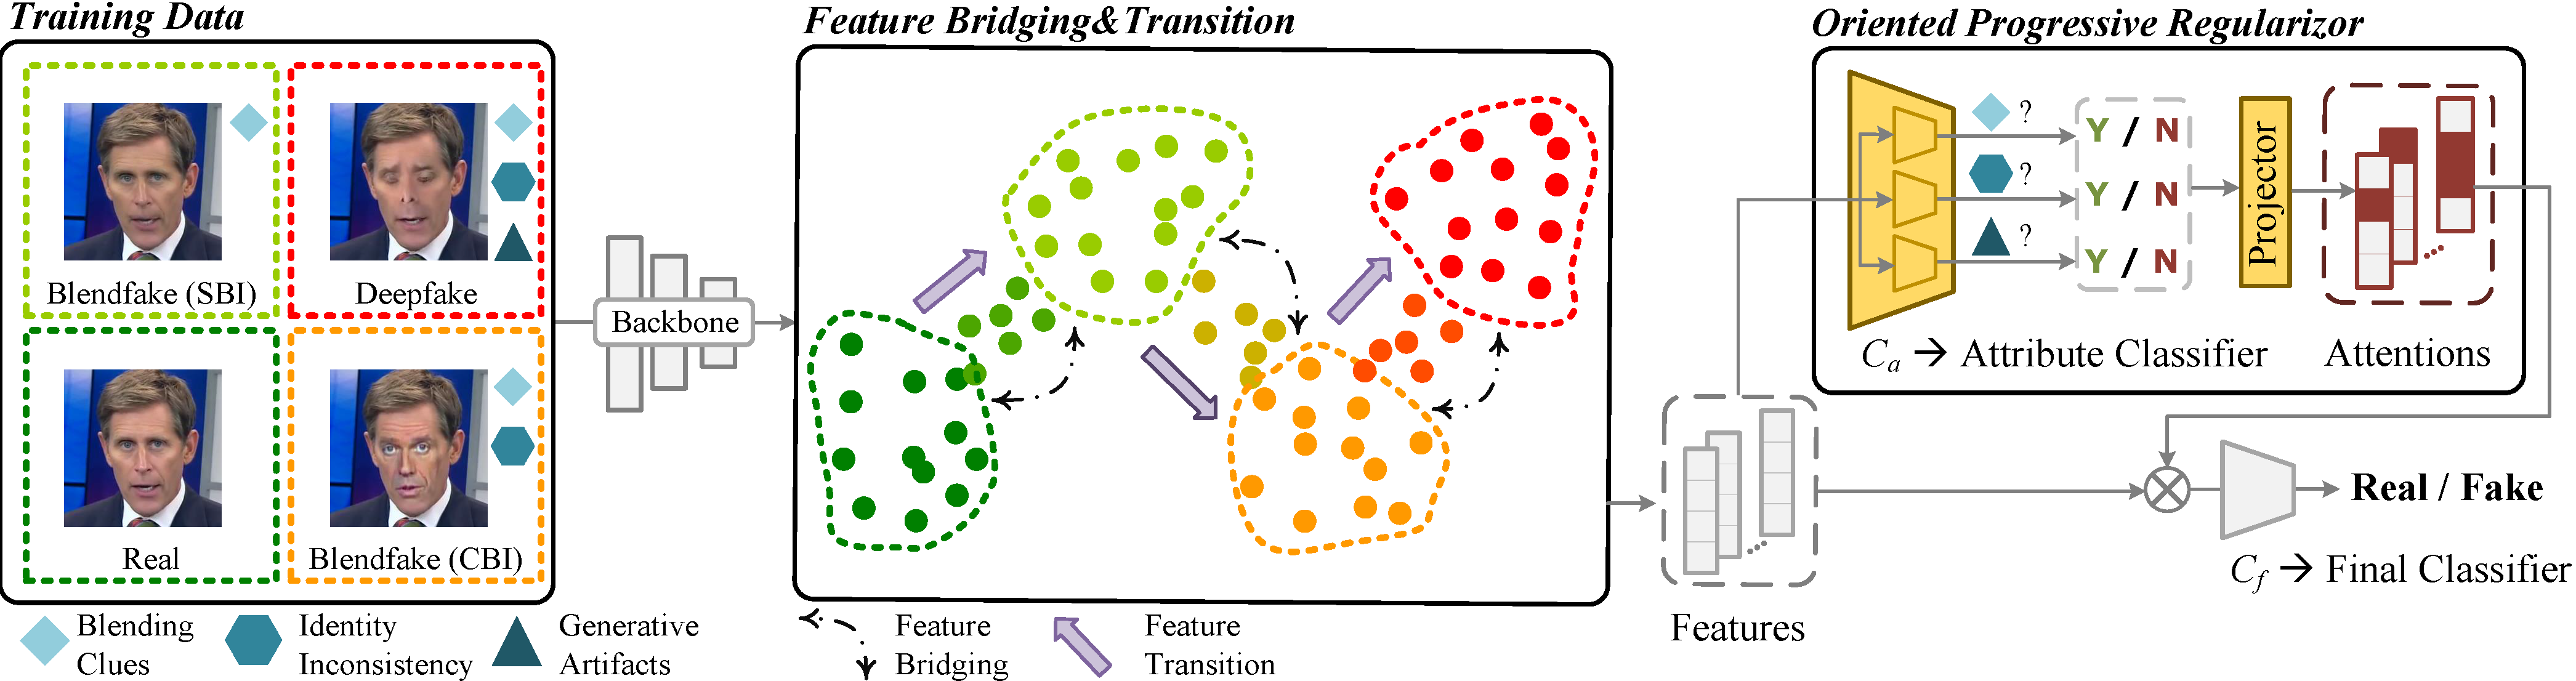 Training Data
Blendfake (SBI)
Deepfake
Real
Blendfake (CBI)
Blending
Clues
Identity
Inconsistency
Generative
Artifacts
Backbone
Feature Bridging&Transition
Feature
Bridging
Feature
Transition
Features
Oriented Progressive Regularizor
?
?
?
Y / N
Y / N
Y / N
Projector
Cₐ → Attribute Classifier
Attentions
Real / Fake
C_f → Final Classifier